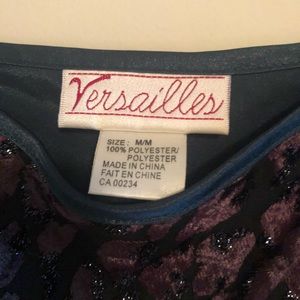 Versailles
SIZE: M/M
100% POLYESTER/
POLYESTER
MADE IN CHINA
FAIT EN CHINE
CA 00234